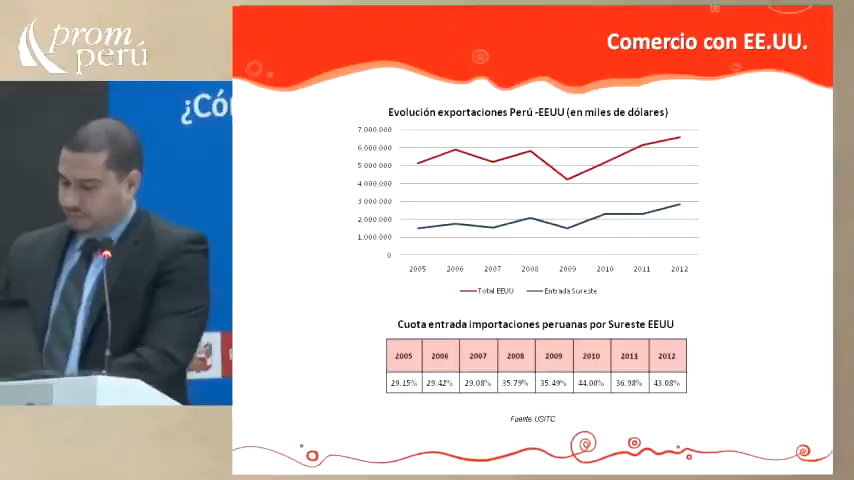 prom
perú
¿Có
Comercio con EE.UU.
Evolución exportaciones Perú -EEUU (en miles de dólares)
7,000,000
6,000,000
5,000,000
4,000,000
3,000,000
2,000,000
1,000,000
0
2005 2006 2007 2008 2009 2010 2011 2012
Total EEUU Entrada Sureste
Cuota entrada importaciones peruanas por Sureste EEUU
2005 2006 2007 2008 2009 2010 2011 2012
29.15% 29.42% 29.08% 35.79% 35.49% 44.00% 36.98% 43.08%
Fuente: USITC